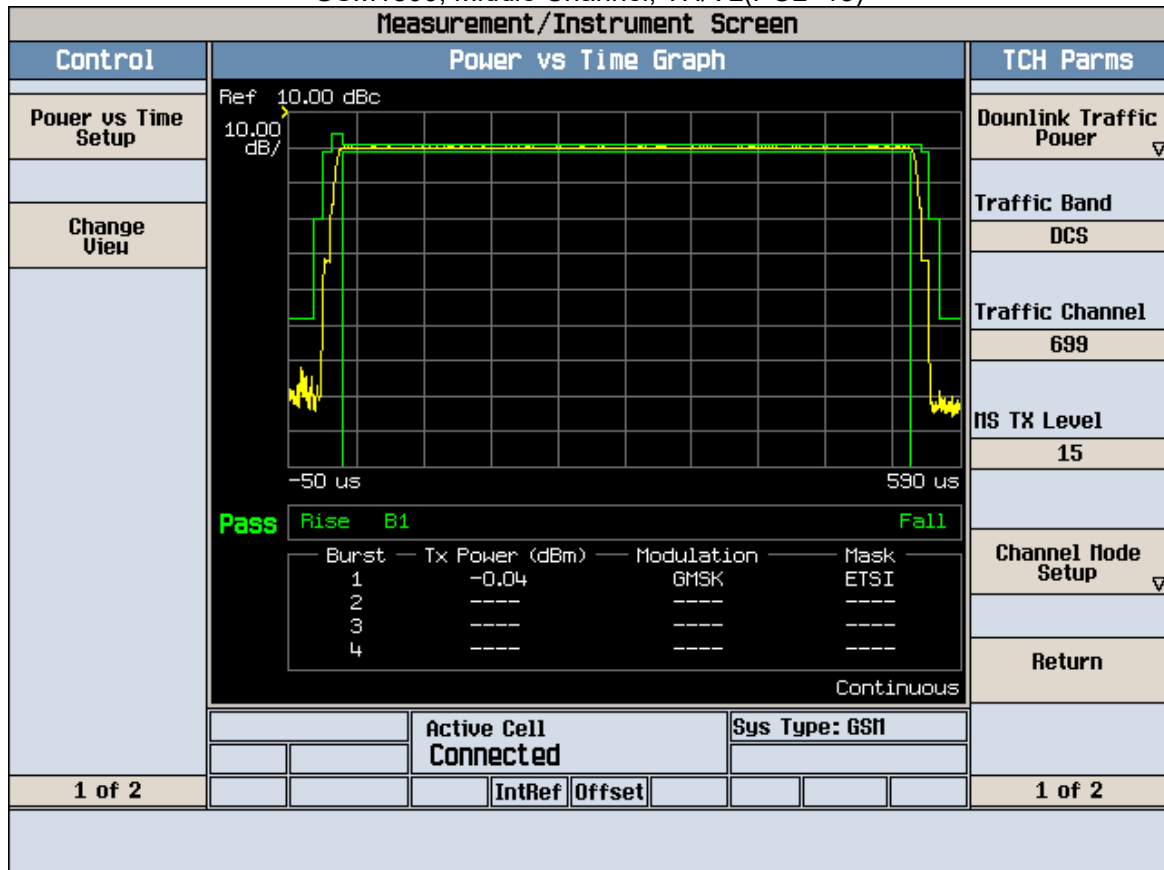 Measurement/Instrument Screen
Control
Power vs Time Graph
TCH Parms
Power vs Time
Setup
Change
View
1 of 2
Ref 10.00 dBc
10.00
dB/
-50 us
590 us
Pass
Rise B1 Fall
Burst Tx Power (dBm) Modulation Mask
1 -0.04 GMSK ETSI
2 ---- ---- ----
3 ---- ---- ----
4 ---- ---- ----
Continuous
Active Cell
Connected
Sys Type: GSM
IntRef Offset
Downlink Traffic
Power
Traffic Band
DCS
Traffic Channel
699
MS TX Level
15
Channel Mode
Setup
Return
1 of 2